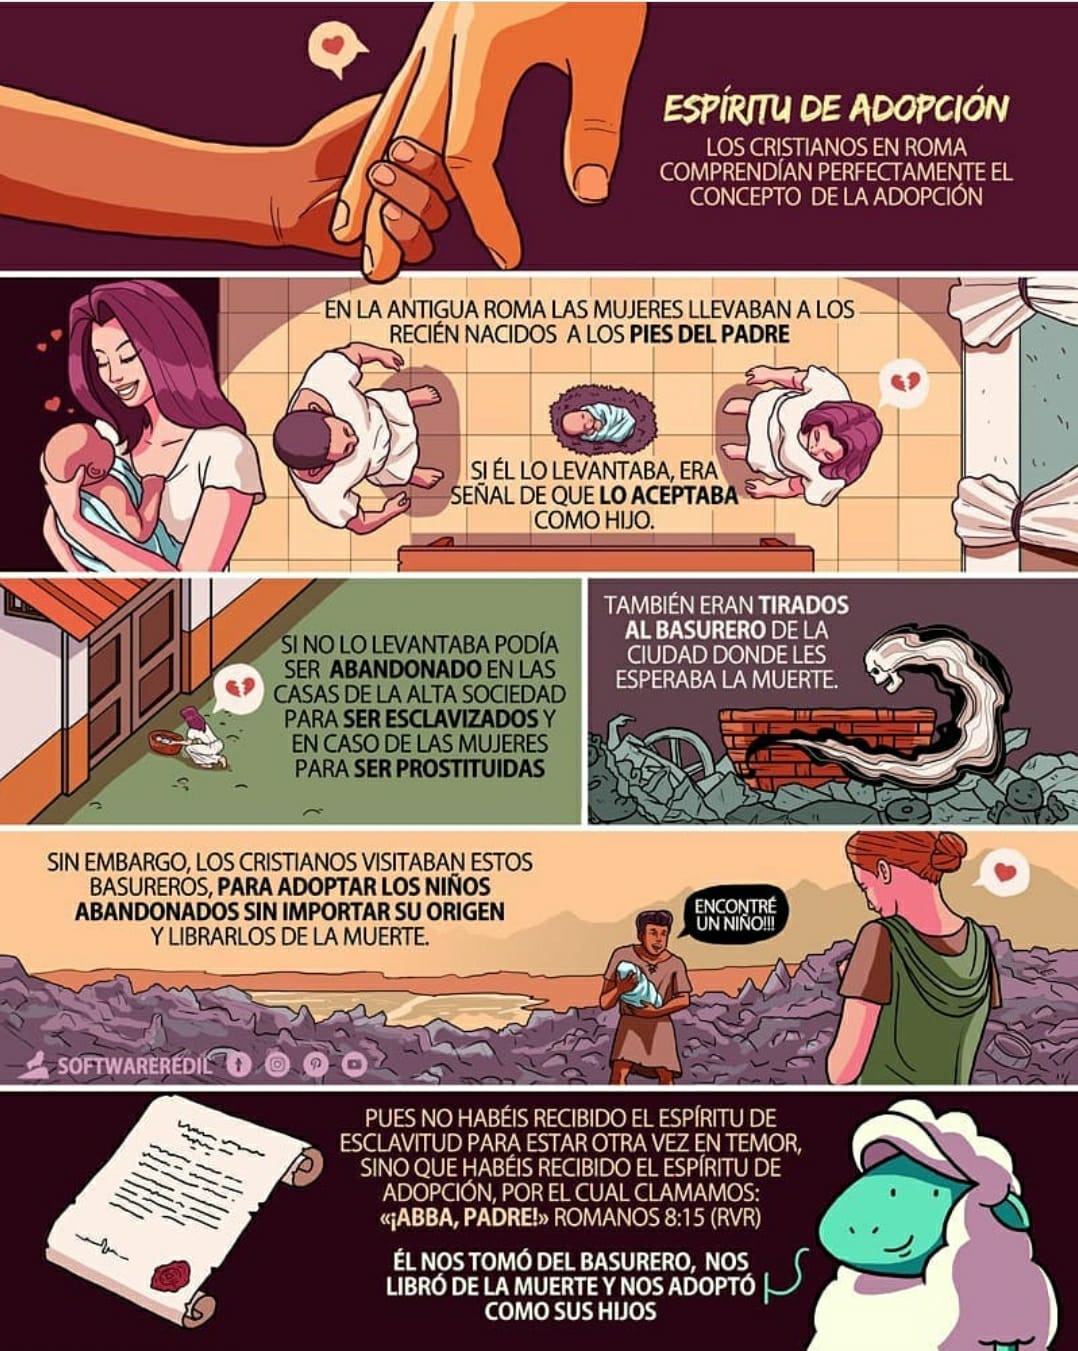 ESPÍRITU DE ADOPCIÓN
LOS CRISTIANOS EN ROMA
COMPRENDÍAN PERFECTAMENTE EL
CONCEPTO DE LA ADOPCIÓN
EN LA ANTIGUA ROMA LAS MUJERES LLEVABAN A LOS
RECIÉN NACIDOS A LOS PIES DEL PADRE
SI ÉL LO LEVANTABA, ERA
SEÑAL DE QUE LO ACEPTABA
COMO HIJO.
SI NO LO LEVANTABA PODÍA
SER ABANDONADO EN LAS
CASAS DE LA ALTA SOCIEDAD
PARA SER ESCLAVIZADOS Y
EN CASO DE LAS MUJERES
PARA SER PROSTITUIDAS
TAMBIÉN ERAN TIRADOS
AL BASURERO DE LA
CIUDAD DONDE LES
ESPERABA LA MUERTE.
SIN EMBARGO, LOS CRISTIANOS VISITABAN ESTOS
BASUREROS, PARA ADOPTAR LOS NIÑOS
ABANDONADOS SIN IMPORTAR SU ORIGEN
Y LIBRARLOS DE LA MUERTE.
ENCONTRÉ
UN NIÑO!!!
SOFTWAREREDIL
PUES NO HABÉIS RECIBIDO EL ESPÍRITU DE
ESCLAVITUD PARA ESTAR OTRA VEZ EN TEMOR,
SINO QUE HABÉIS RECIBIDO EL ESPÍRITU DE
ADOPCIÓN, POR EL CUAL CLAMAMOS:
«¡ABBA, PADRE!» ROMANOS 8:15 (RVR)
ÉL NOS TOMÓ DEL BASURERO, NOS
LIBRÓ DE LA MUERTE Y NOS ADOPTÓ
COMO SUS HIJOS